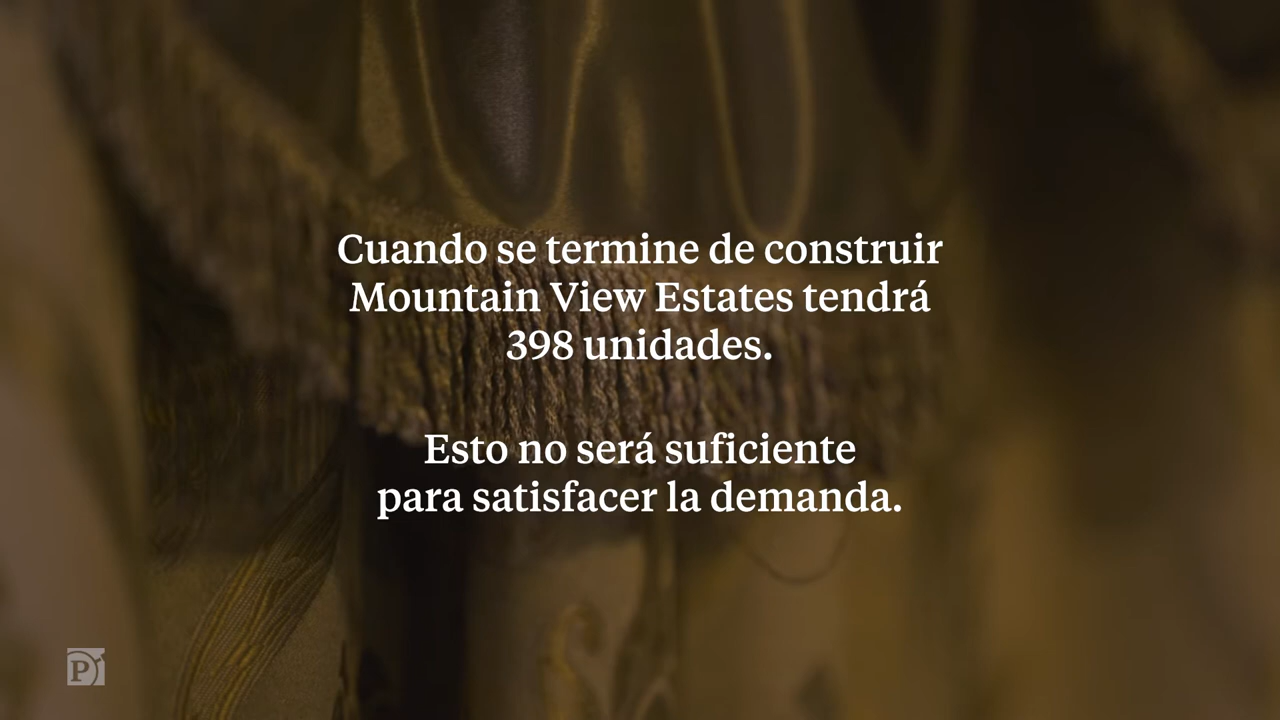 Cuando se termine de construir
Mountain View Estates tendrá
398 unidades.
Esto no será suficiente
para satisfacer la demanda.
P